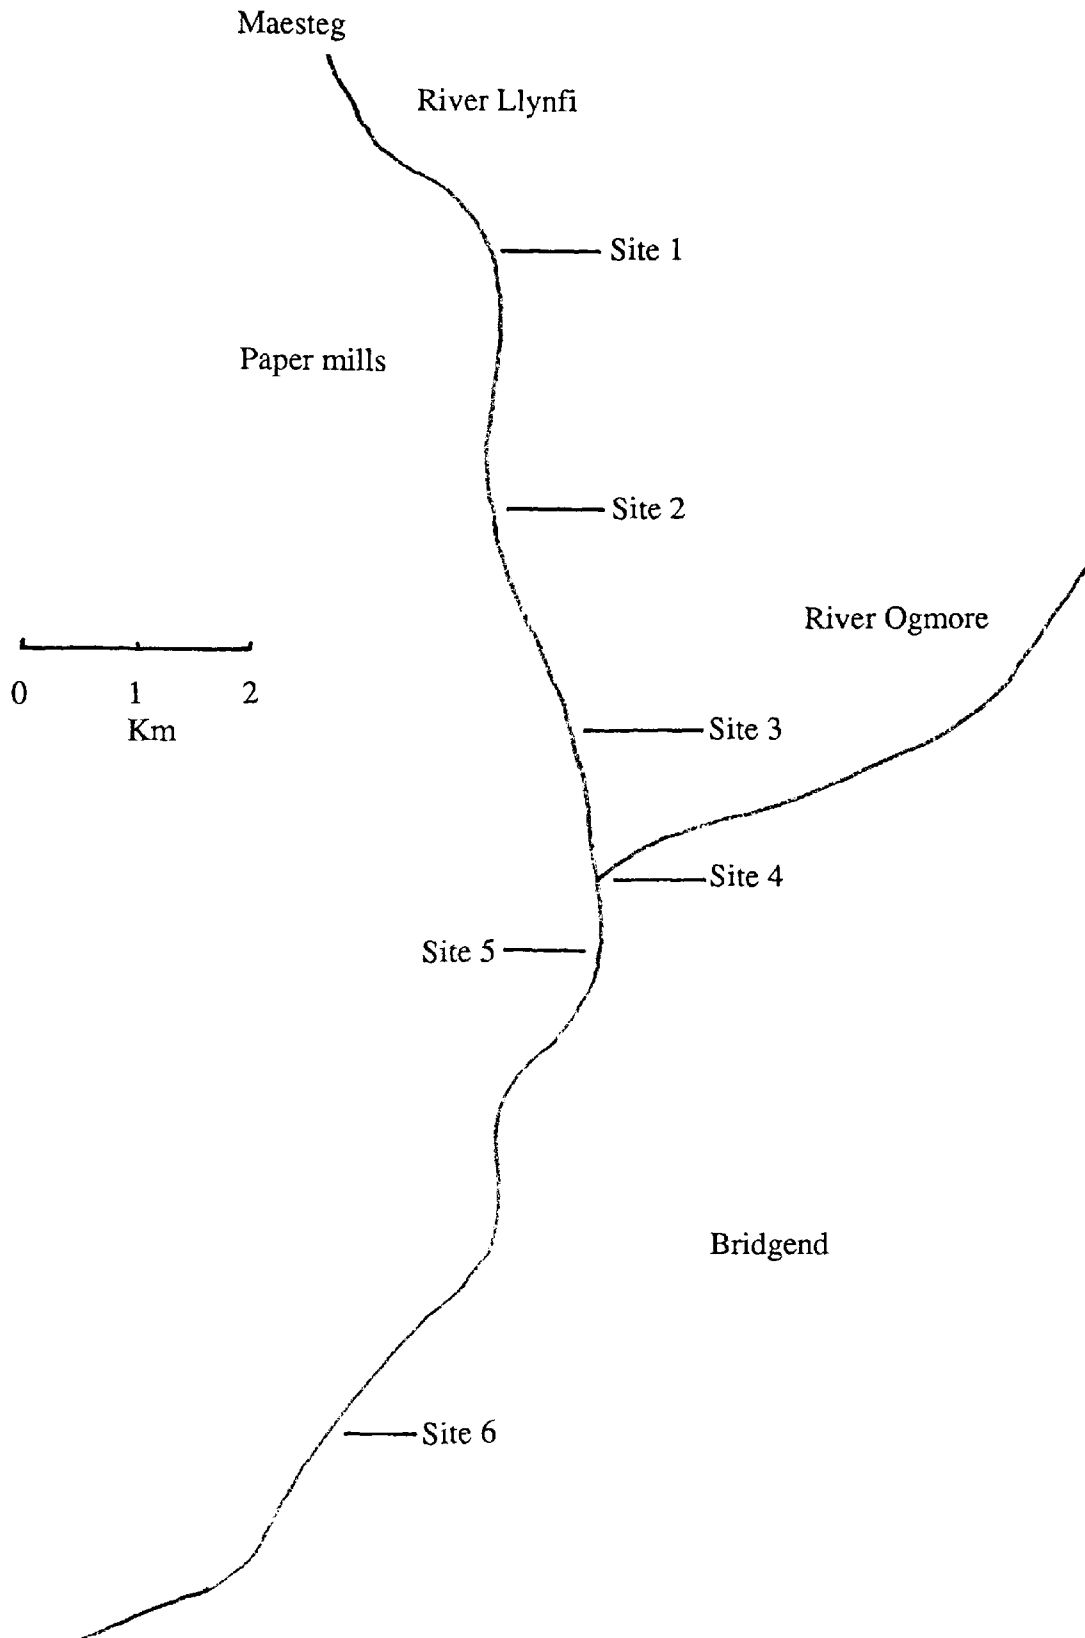 Maesteg
River Llynfi
Site 1
Paper mills
Site 2
River Ogmore
0 1 2
Km
Site 3
Site 4
Site 5
Bridgend
Site 6